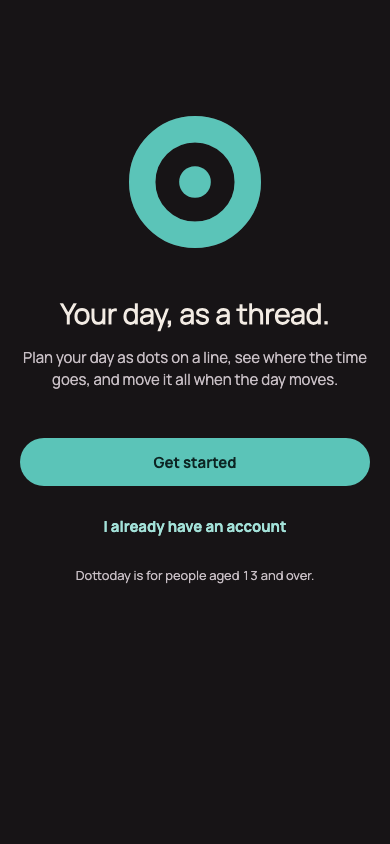 Your day, as a thread.
Plan your day as dots on a line, see where the time
goes, and move it all when the day moves.
Get started
I already have an account
Dottoday is for people aged 13 and over.